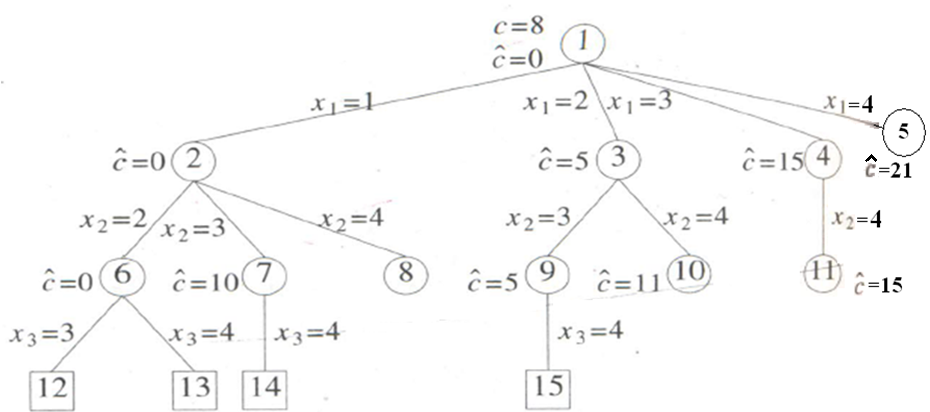 c=8
ĉ=0
1
x₁=1
x₁=2
x₁=3
x₁=4
5
ĉ=0
2
ĉ=5
3
ĉ=15
4
ĉ=21
x₂=2
x₂=3
x₂=4
x₂=3
x₂=4
x₂=4
ĉ=0
6
ĉ=10
7
8
ĉ=5
9
ĉ=11
10
11
ĉ=15
x₃=3
x₃=4
x₃=4
x₃=4
12
13
14
15